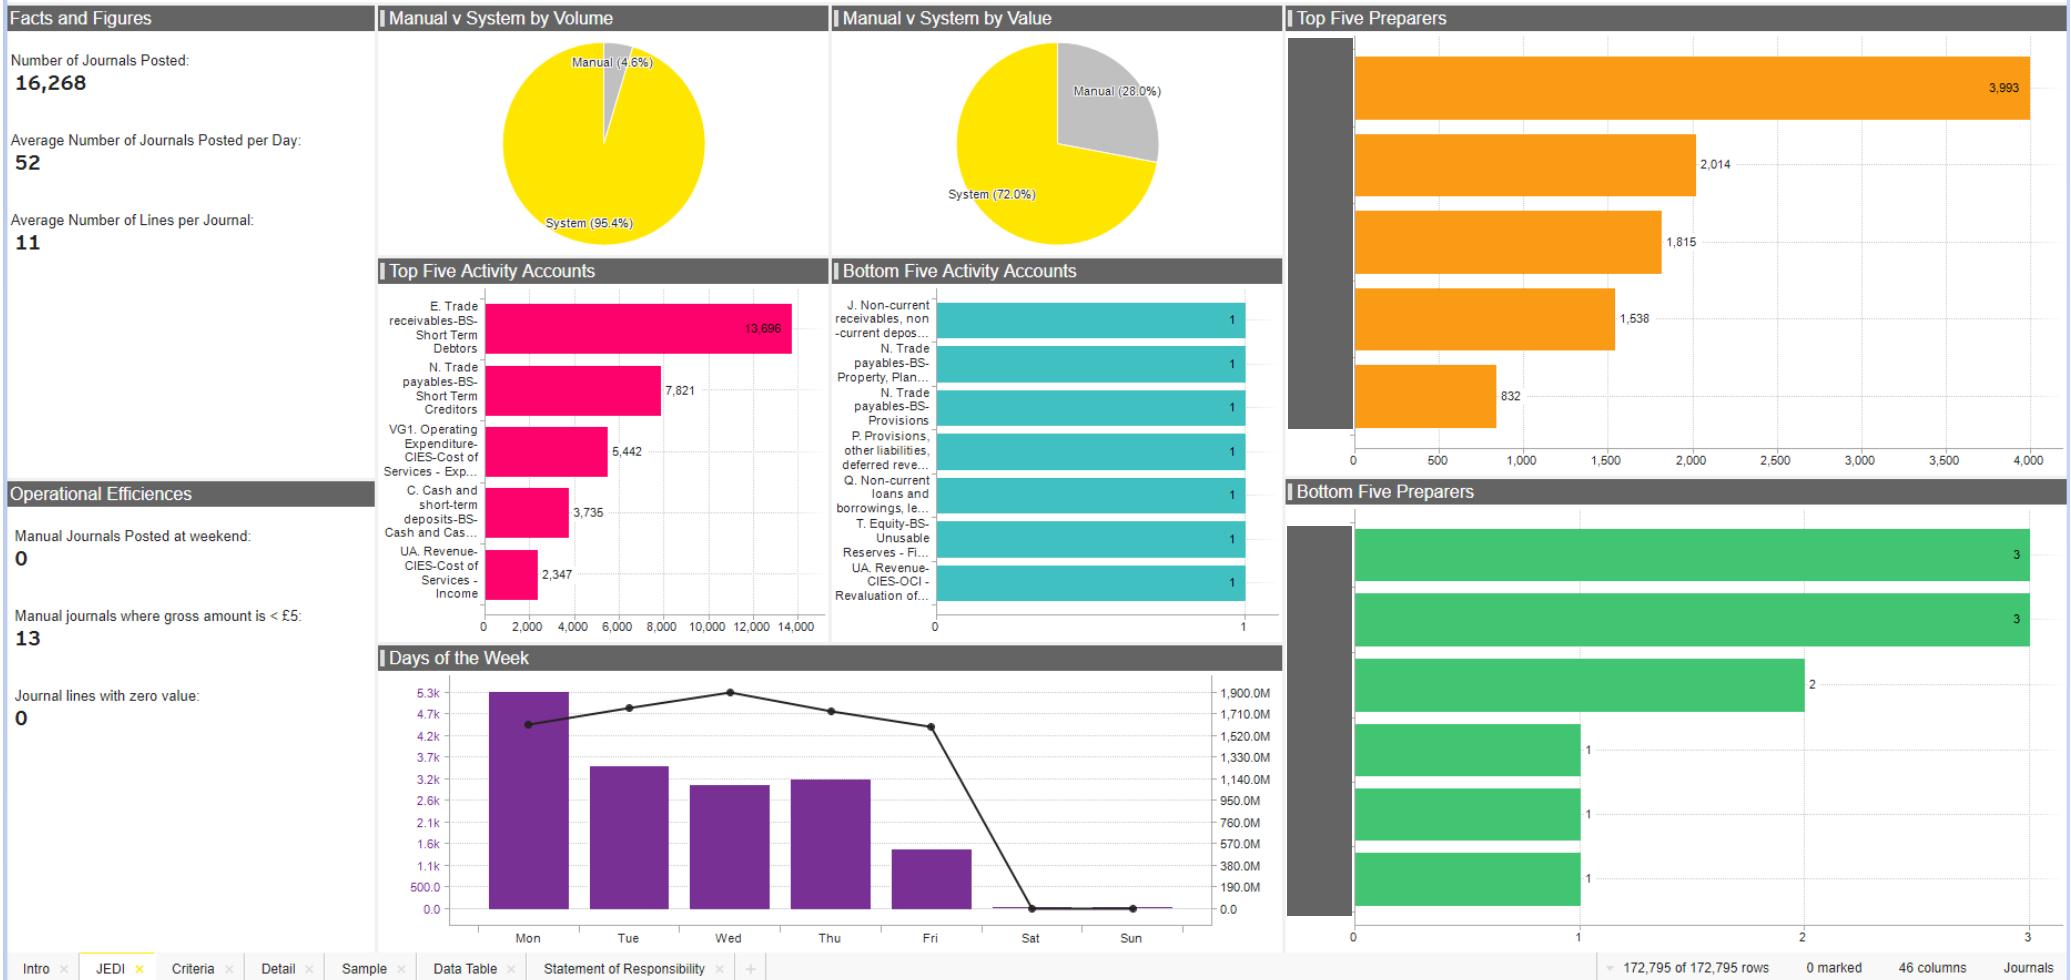 Facts and Figures
Number of Journals Posted:
16,268
Average Number of Journals Posted per Day:
52
Average Number of Lines per Journal:
11
Operational Efficiences
Manual Journals Posted at weekend:
0
Manual journals where gross amount is < £5:
13
Journal lines with zero value:
0
Manual v System by Volume
Manual (4.6%)
System (95.4%)
Manual v System by Value
Manual (28.0%)
System (72.0%)
Top Five Activity Accounts
E. Trade
receivables-BS-
Short Term
Debtors
13,696
N. Trade
payables-BS-
Short Term
Creditors
7,821
VG1. Operating
Expenditure-
CIES-Cost of
Services - Exp...
5,442
C. Cash and
short-term
deposits-BS-
Cash and Cas...
3,735
UA. Revenue-
CIES-Cost of
Services -
Income
2,347
0 2,000 4,000 6,000 8,000 10,000 12,000 14,000
Bottom Five Activity Accounts
J. Non-current
receivables, non
-current depos...
1
N. Trade
payables-BS-
Property, Plan...
1
N. Trade
payables-BS-
Provisions
1
P. Provisions,
other liabilities,
deferred reve...
1
Q. Non-current
loans and
borrowings, le...
1
T. Equity-BS-
Unusable
Reserves - Fi...
1
UA. Revenue-
CIES-OCI -
Revaluation of...
1
0 1
Days of the Week
5.3k
4.7k
4.2k
3.7k
3.2k
2.6k
2.1k
1.6k
1.1k
500.0
0.0
1,900.0M
1,710.0M
1,520.0M
1,330.0M
1,140.0M
950.0M
760.0M
570.0M
380.0M
190.0M
0.0
Mon Tue Wed Thu Fri Sat Sun
Top Five Preparers
3,993
2,014
1,815
1,538
832
0 500 1,000 1,500 2,000 2,500 3,000 3,500 4,000
Bottom Five Preparers
3
3
2
1
1
1
0 1 2 3
Intro × JEDI × Criteria × Detail × Sample × Data Table × Statement of Responsibility × +
172,795 of 172,795 rows 0 marked 46 columns Journals